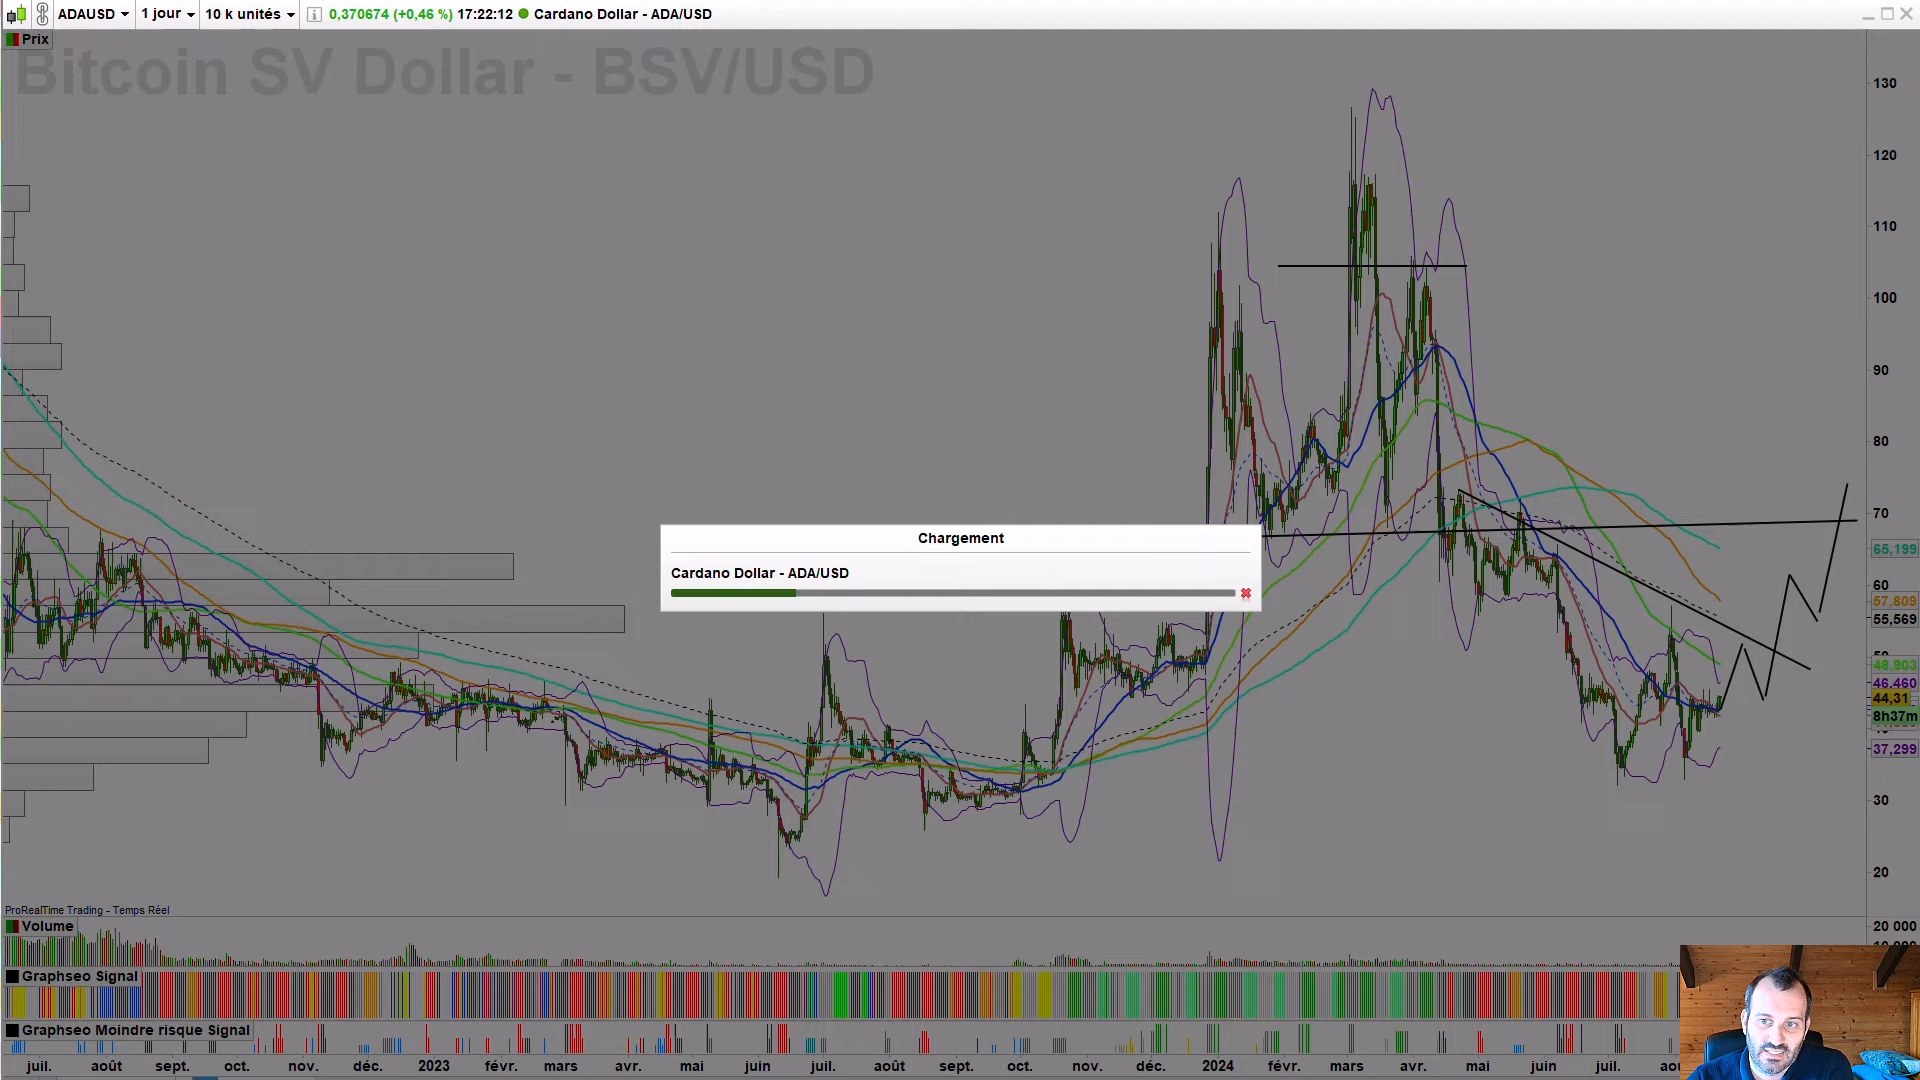 ADAUSD 1 jour 10 k unités 0,370674 (+0,46 %) 17:22:12 Cardano Dollar - ADA/USD
Prix
Bitcoin SV Dollar - BSV/USD
130
120
110
100
90
80
70
65,199
60
57,809
55,569
48,903
46,460
44,31
8h37m
37,299
30
20
Chargement
Cardano Dollar - ADA/USD
ProRealTime Trading - Temps Réel
Volume
20 000
Graphseo Signal
Graphseo Moindre risque Signal
juil. août sept. oct. nov. déc. 2023 févr. mars avr. mai juin juil. août sept. oct. nov. déc. 2024 févr. mars avr. mai juin juil.